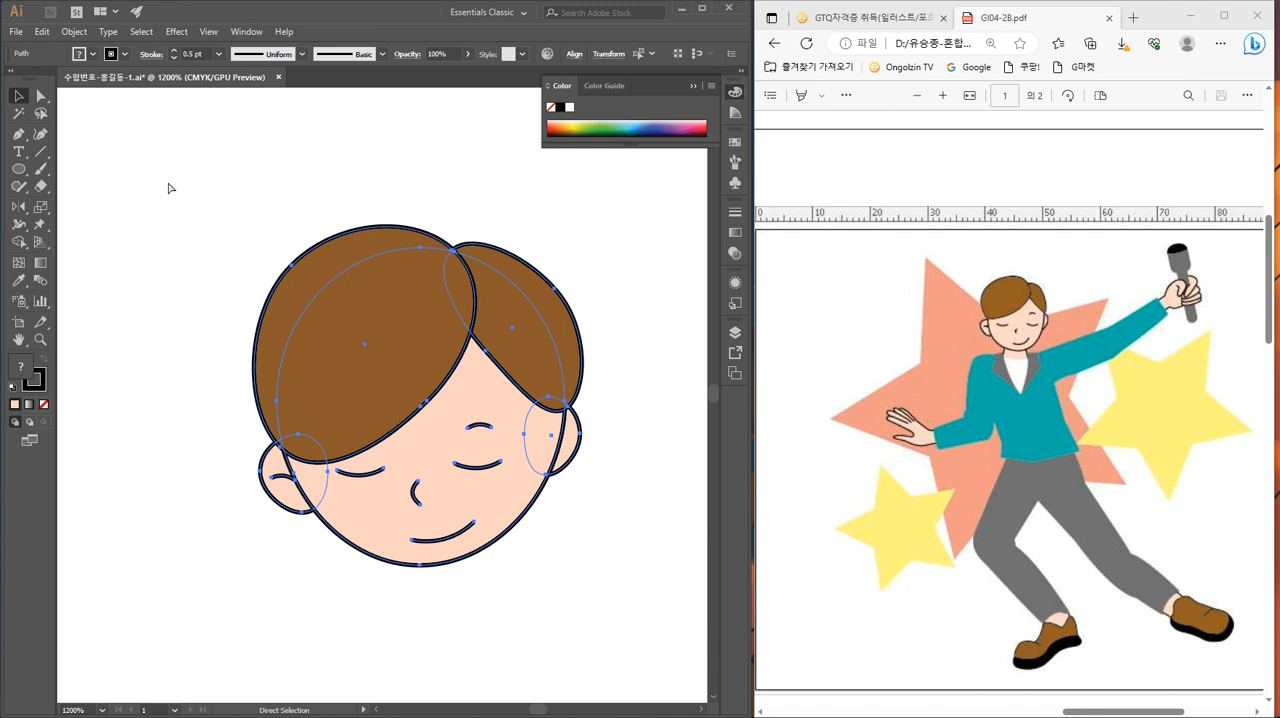 Ai
Br
St
Essentials Classic
Search Adobe Stock
File Edit Object Type Select Effect View Window Help
Path
?
Stroke:
0.5 pt
Uniform
Basic
Opacity:
100%
Style:
Align
Transform
수험번호-홍길동-1.ai* @ 1200% (CMYK/GPU Preview)
Color
Color Guide
?
1200%
1
Direct Selection
GTQ자격증 취득(일러스트/포토
GI04-2B.pdf
파일
D:/유승종-혼합...
즐겨찾기 가져오기
Ongolzin TV
Google
쿠팡!
G마켓
1
의 2
0 10 20 30 40 50 60 70 80